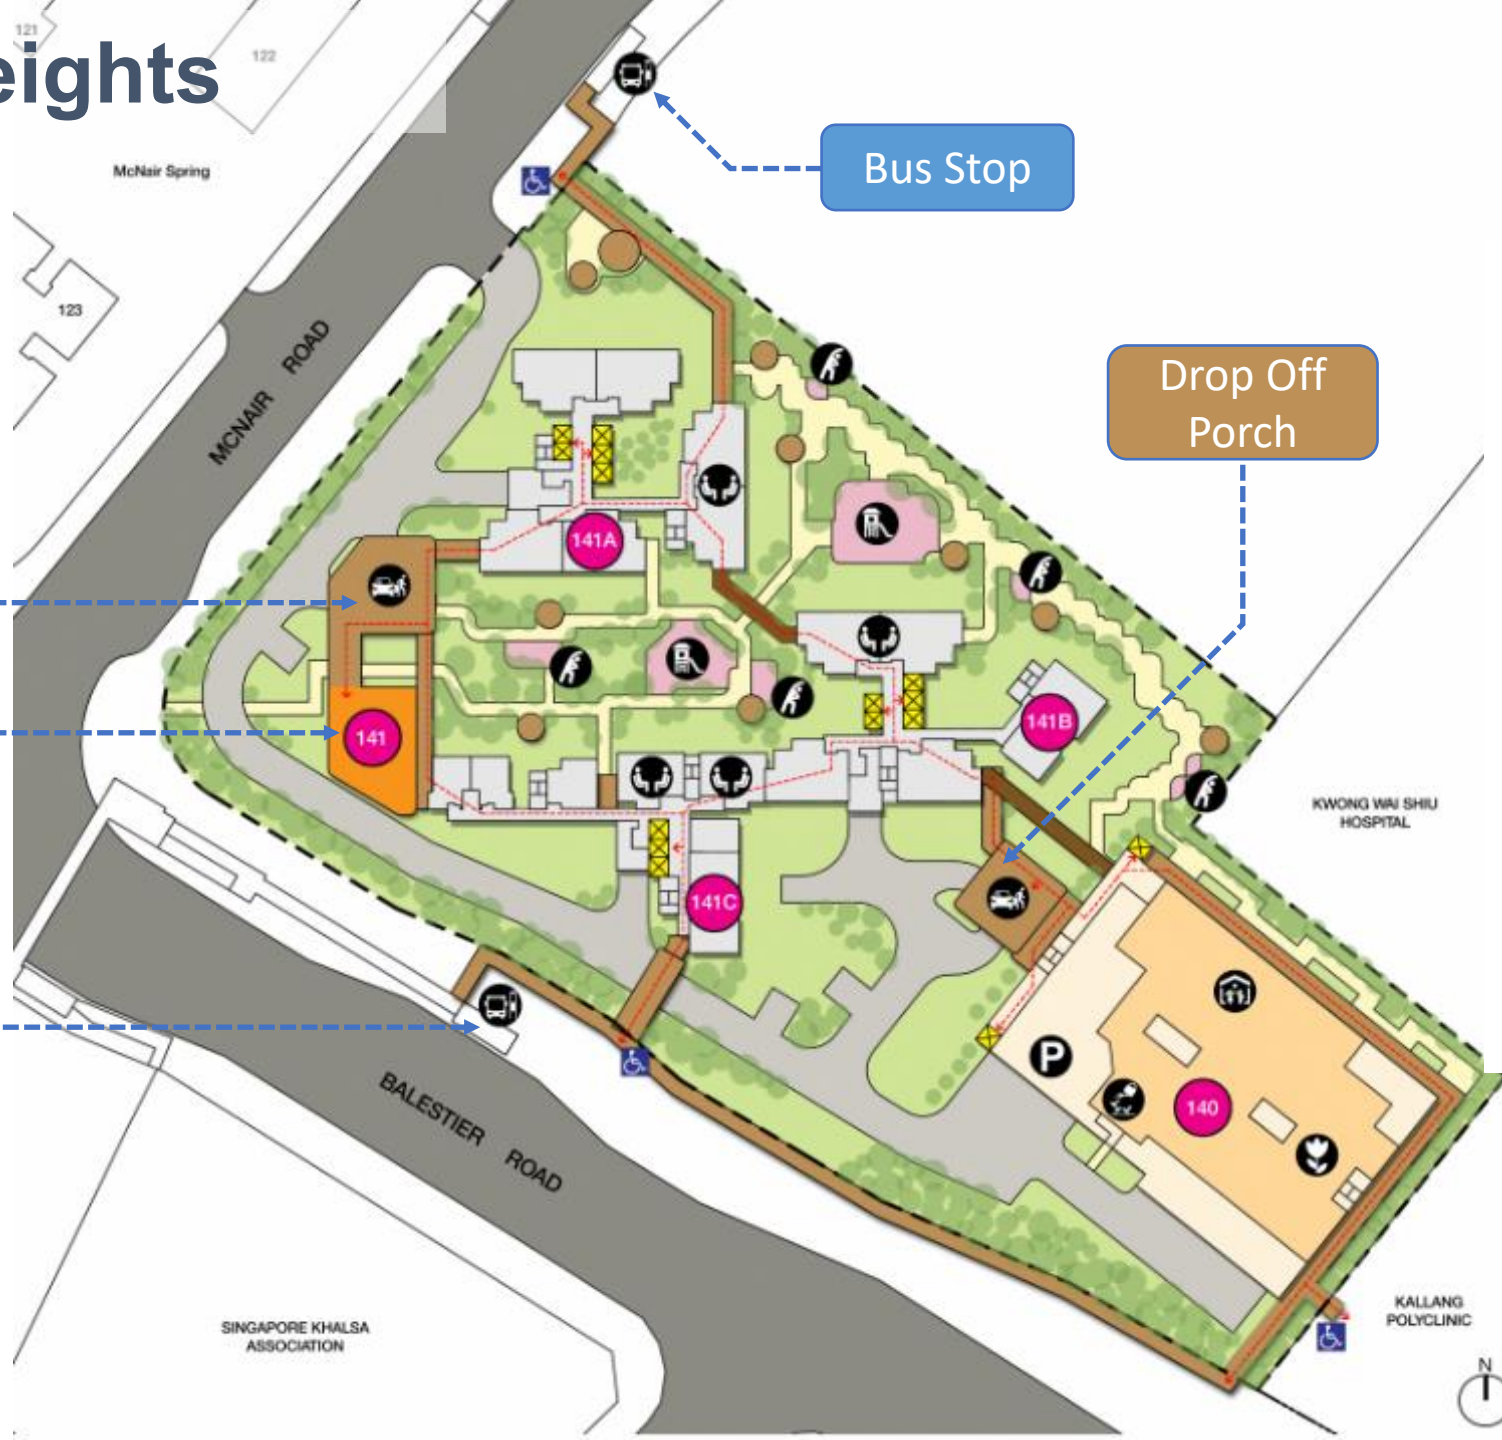 121
122
eights
McNair Spring
Bus Stop
123
MCNAIR ROAD
Drop Off
Porch
141A
141
141B
KWONG WAI SHIU
HOSPITAL
141C
P
140
BALESTIER ROAD
SINGAPORE KHALSA
ASSOCIATION
KALLANG
POLYCLINIC
N